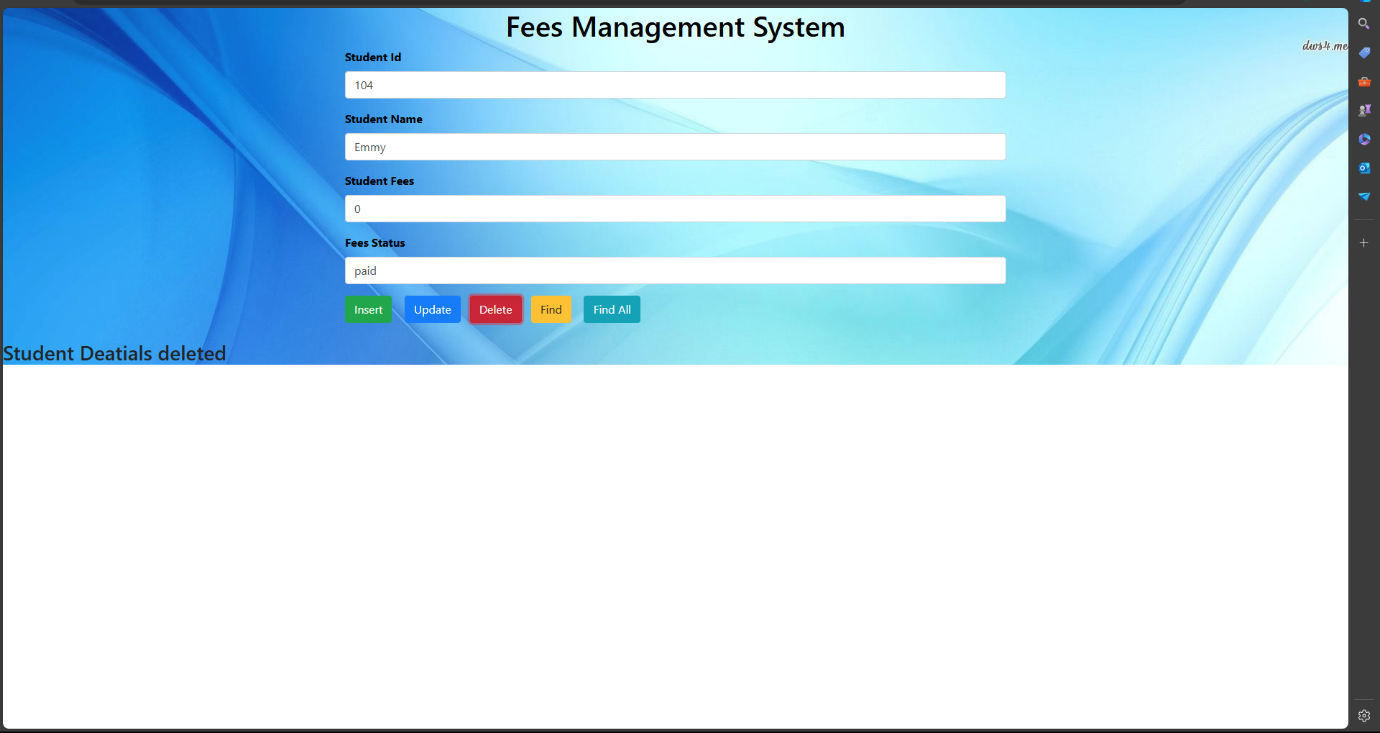 Fees Management System
dws4.me
Student Id
104
Student Name
Emmy
Student Fees
0
Fees Status
paid
Insert Update Delete Find Find All
Student Deatials deleted